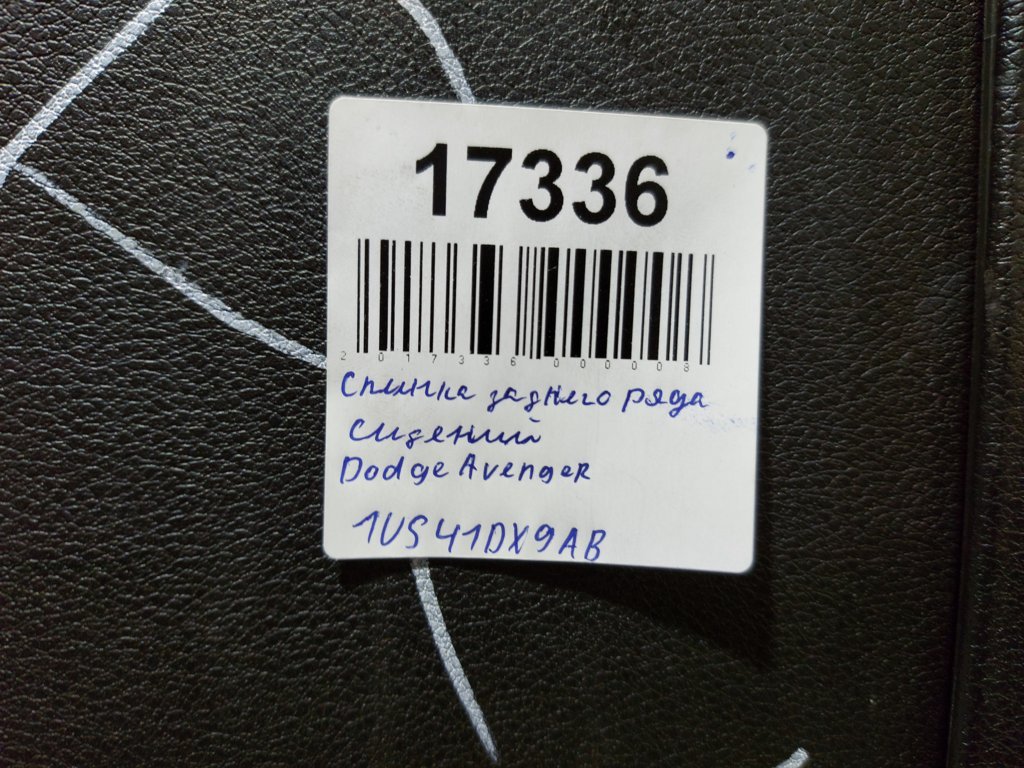 17336
2017336000008
Спинка заднего ряда
сидений
Dodge Avenger
1US41DX9AB